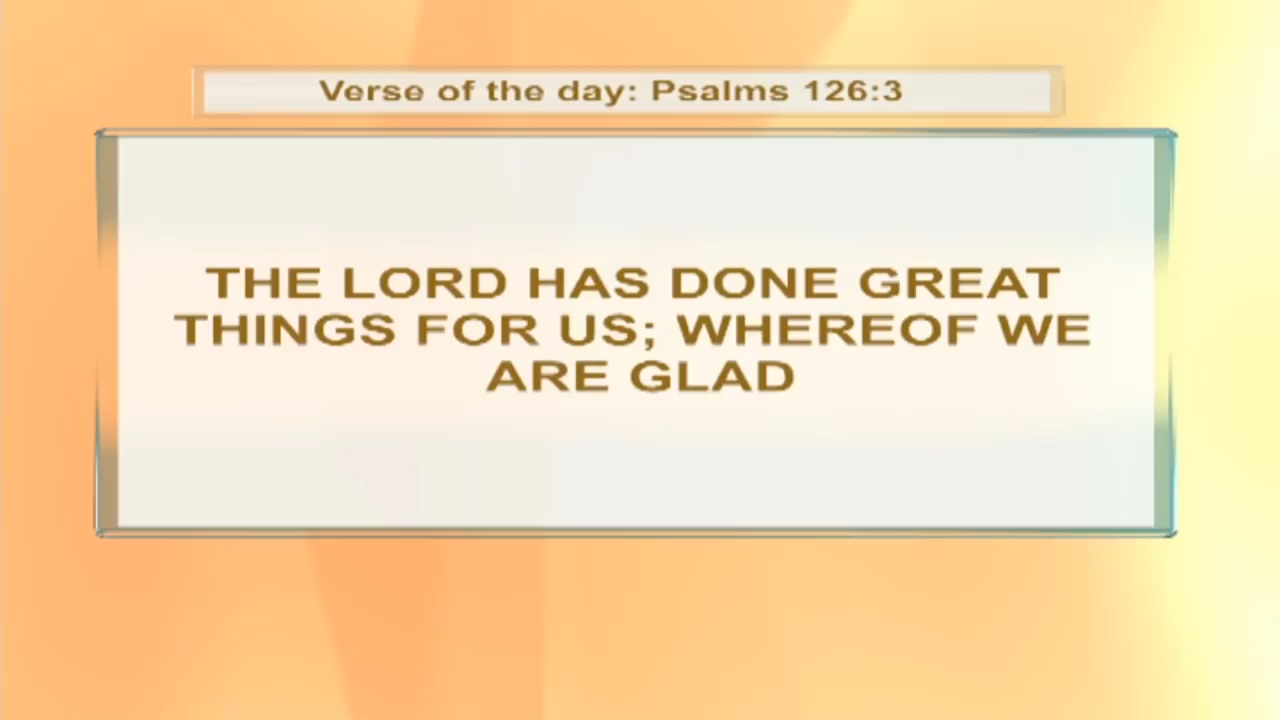 Verse of the day: Psalms 126:3
THE LORD HAS DONE GREAT
THINGS FOR US; WHEREOF WE
ARE GLAD